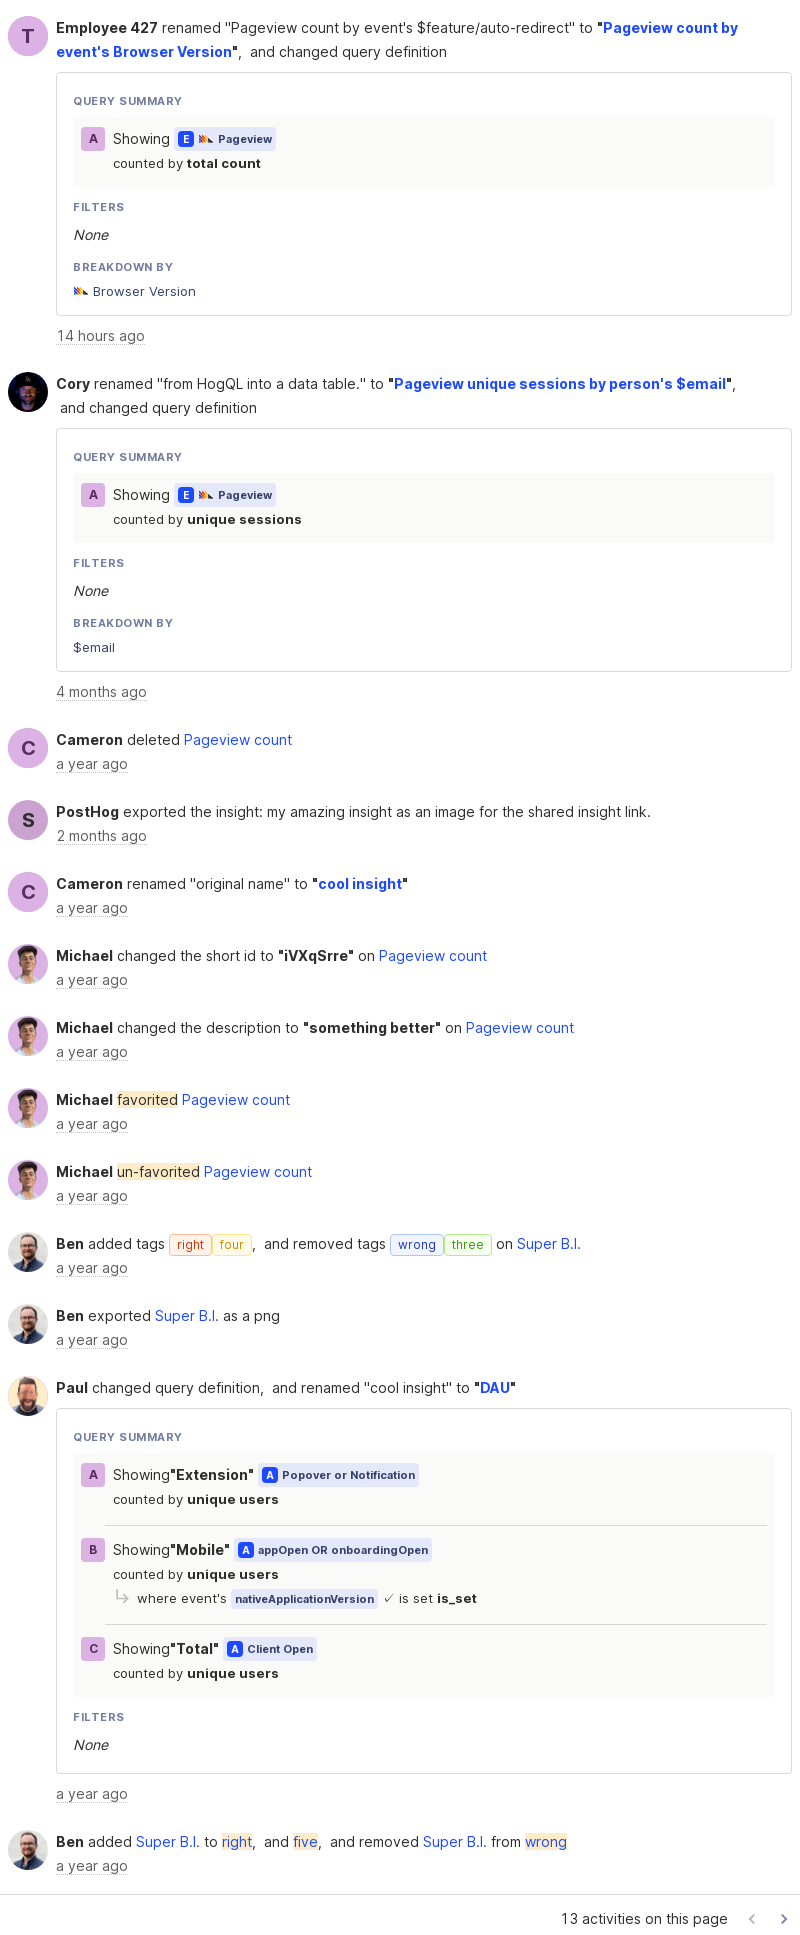 T
Employee 427 renamed "Pageview count by event's $feature/auto-redirect" to "Pageview count by
event's Browser Version",  and changed query definition
QUERY SUMMARY
A Showing E Pageview
counted by total count
FILTERS
None
BREAKDOWN BY
Browser Version
14 hours ago
Cory renamed "from HogQL into a data table." to "Pageview unique sessions by person's $email",
and changed query definition
QUERY SUMMARY
A Showing E Pageview
counted by unique sessions
FILTERS
None
BREAKDOWN BY
$email
4 months ago
C
Cameron deleted Pageview count
a year ago
S
PostHog exported the insight: my amazing insight as an image for the shared insight link.
2 months ago
C
Cameron renamed "original name" to "cool insight"
a year ago
Michael changed the short id to "iVXqSrre" on Pageview count
a year ago
Michael changed the description to "something better" on Pageview count
a year ago
Michael favorited Pageview count
a year ago
Michael un-favorited Pageview count
a year ago
Ben added tags right four,  and removed tags wrong three on Super B.I.
a year ago
Ben exported Super B.I. as a png
a year ago
Paul changed query definition,  and renamed "cool insight" to "DAU"
QUERY SUMMARY
A Showing"Extension" A Popover or Notification
counted by unique users
B Showing"Mobile" A appOpen OR onboardingOpen
counted by unique users
where event's nativeApplicationVersion ✓ is set is_set
C Showing"Total" A Client Open
counted by unique users
FILTERS
None
a year ago
Ben added Super B.I. to right,  and five,  and removed Super B.I. from wrong
a year ago
13 activities on this page